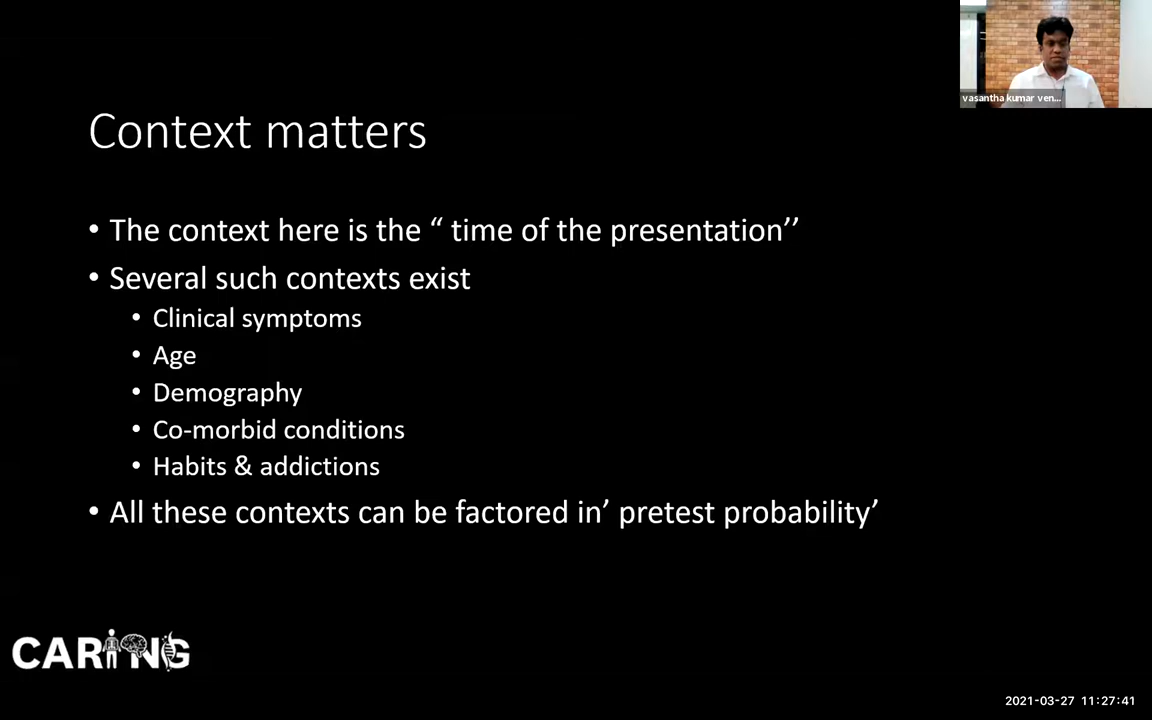 vasantha kumar ven...
Context matters
• The context here is the “ time of the presentation’’
• Several such contexts exist
• Clinical symptoms
• Age
• Demography
• Co-morbid conditions
• Habits & addictions
• All these contexts can be factored in’ pretest probability’
CARING
2021-03-27 11:27:41